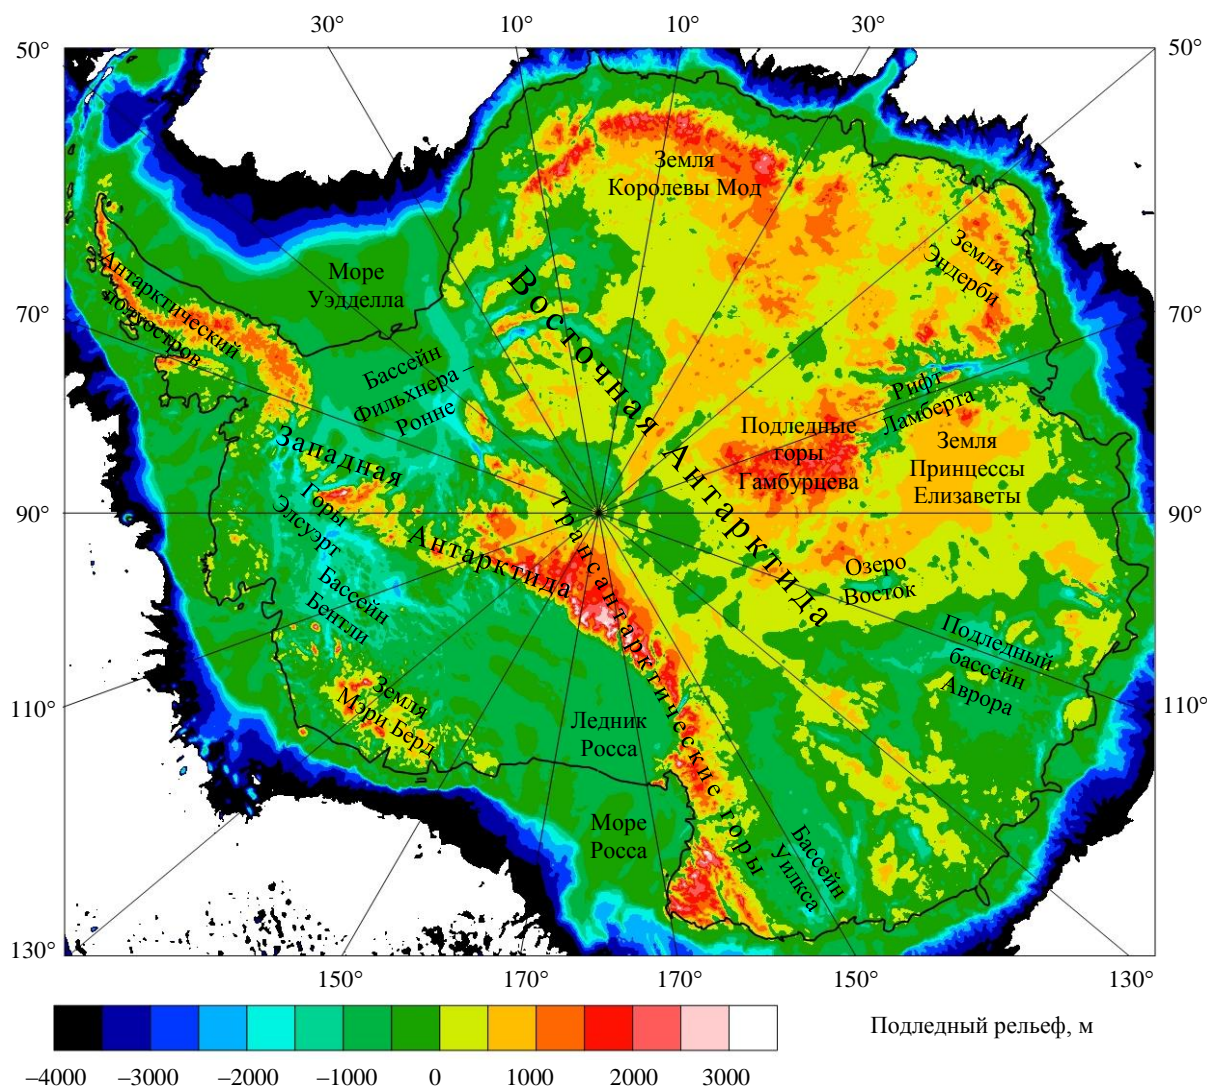 30°
10°
10°
30°
50°
50°
Земля
Королевы Мод
Земля
Эндерби
Море
Уэдделла
Восточная Антарктида
Антарктический
полуостров
70°
70°
Бассейн
Фильхнера –
Ронне
Рифт
Ламберта
Подледные
горы
Гамбурцева
Земля
Принцессы
Елизаветы
Западная
Антарктида
Горы
Элсуэрт
90°
90°
Трансантарктические горы
Озеро
Восток
Бассейн
Бентли
Подледный
бассейн
Аврора
Земля
Мэри Берд
Ледник
Росса
110°
110°
Море
Росса
Бассейн
Уилкса
130°
150°
170°
170°
150°
130°
Подледный рельеф, м
–4000
–3000
–2000
–1000
0
1000
2000
3000